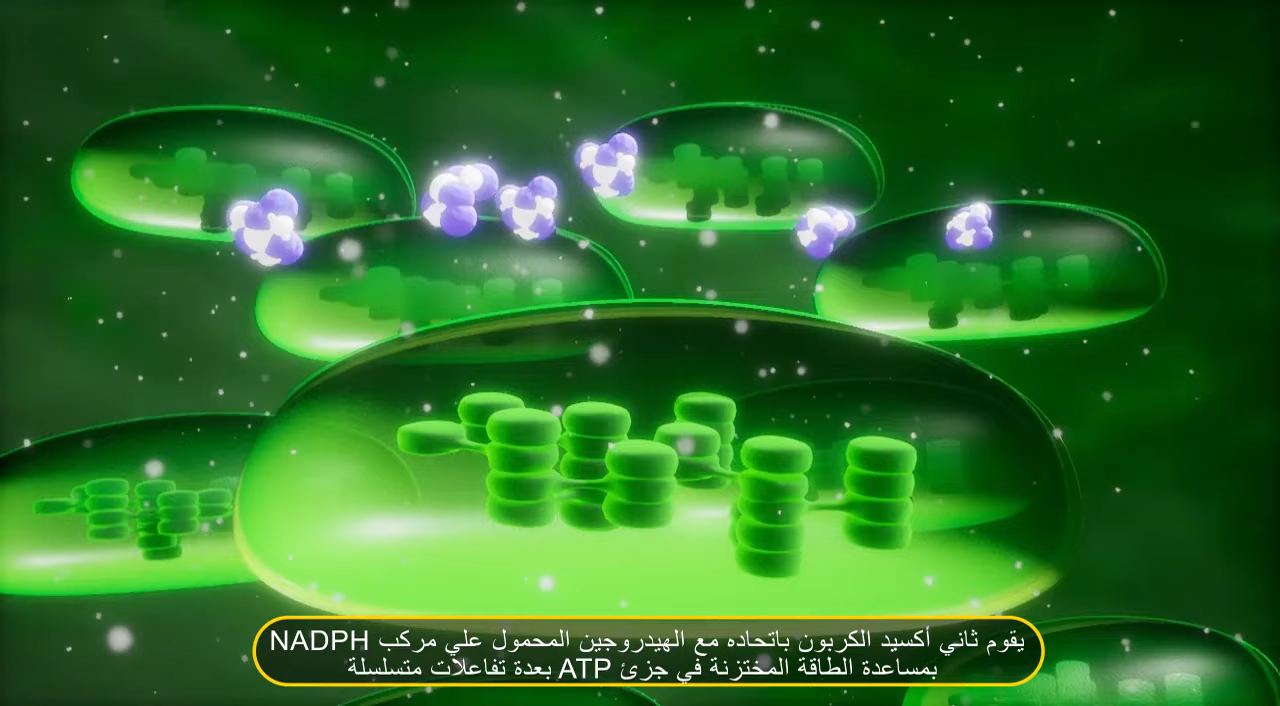 يقوم ثاني أكسيد الكربون باتحاده مع الهيدروجين المحمول علي مركب NADPH
بمساعدة الطاقة المختزنة في جزئ ATP بعدة تفاعلات متسلسلة